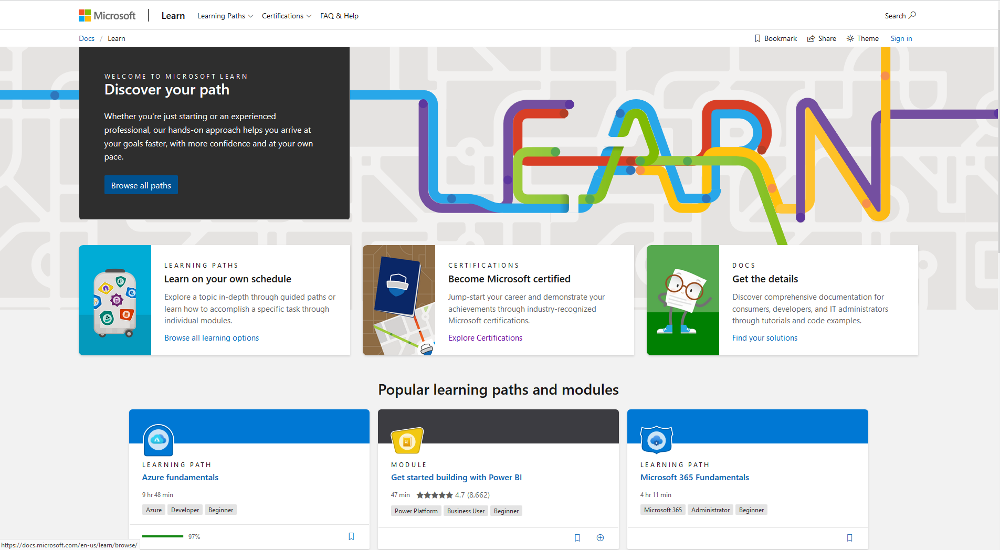 Microsoft
Learn
Learning Paths
Certifications
FAQ & Help
Search
Docs / Learn
Bookmark
Share
Theme
Sign in
WELCOME TO MICROSOFT LEARN
Discover your path
Whether you're just starting or an experienced
professional, our hands-on approach helps you arrive at
your goals faster, with more confidence and at your own
pace.
Browse all paths
LEARN
LEARNING PATHS
Learn on your own schedule
Explore a topic in-depth through guided paths or
learn how to accomplish a specific task through
individual modules.
Browse all learning options
CERTIFICATIONS
Become Microsoft certified
Jump-start your career and demonstrate your
achievements through industry-recognized
Microsoft certifications.
Explore Certifications
DOCS
Get the details
Discover comprehensive documentation for
consumers, developers, and IT administrators
through tutorials and code examples.
Find your solutions
Popular learning paths and modules
LEARNING PATH
Azure fundamentals
9 hr 48 min
Azure
Developer
Beginner
97%
MODULE
Get started building with Power BI
47 min
4.7 (8,662)
Power Platform
Business User
Beginner
LEARNING PATH
Microsoft 365 Fundamentals
4 hr 11 min
Microsoft 365
Administrator
Beginner
https://docs.microsoft.com/en-us/learn/browse/